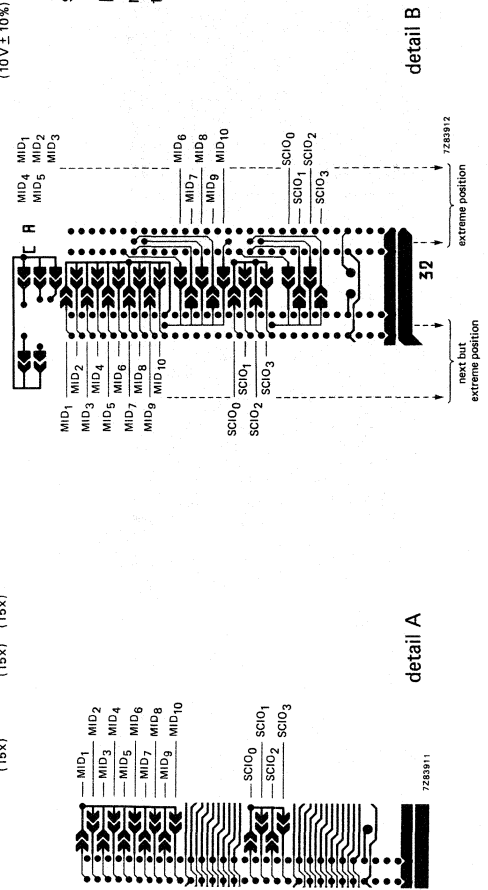 (10 V ± 10%)
MID4 MID1
MID5 MID2
MID3
C A
MID1
MID2
MID3
MID4
MID5
MID6
MID7
MID8
MID9
MID10
SCIO0
SCIO1
SCIO2
SCIO3
MID6
MID7
MID8
MID9
MID10
SCIO0
SCIO1
SCIO2
SCIO3
32
next but
extreme position
extreme position
7Z83912
detail B
(15x) (15x) (15x)
MID1
MID2
MID3
MID4
MID5
MID6
MID7
MID8
MID9
MID10
SCIO0
SCIO1
SCIO2
SCIO3
7Z83911
detail A